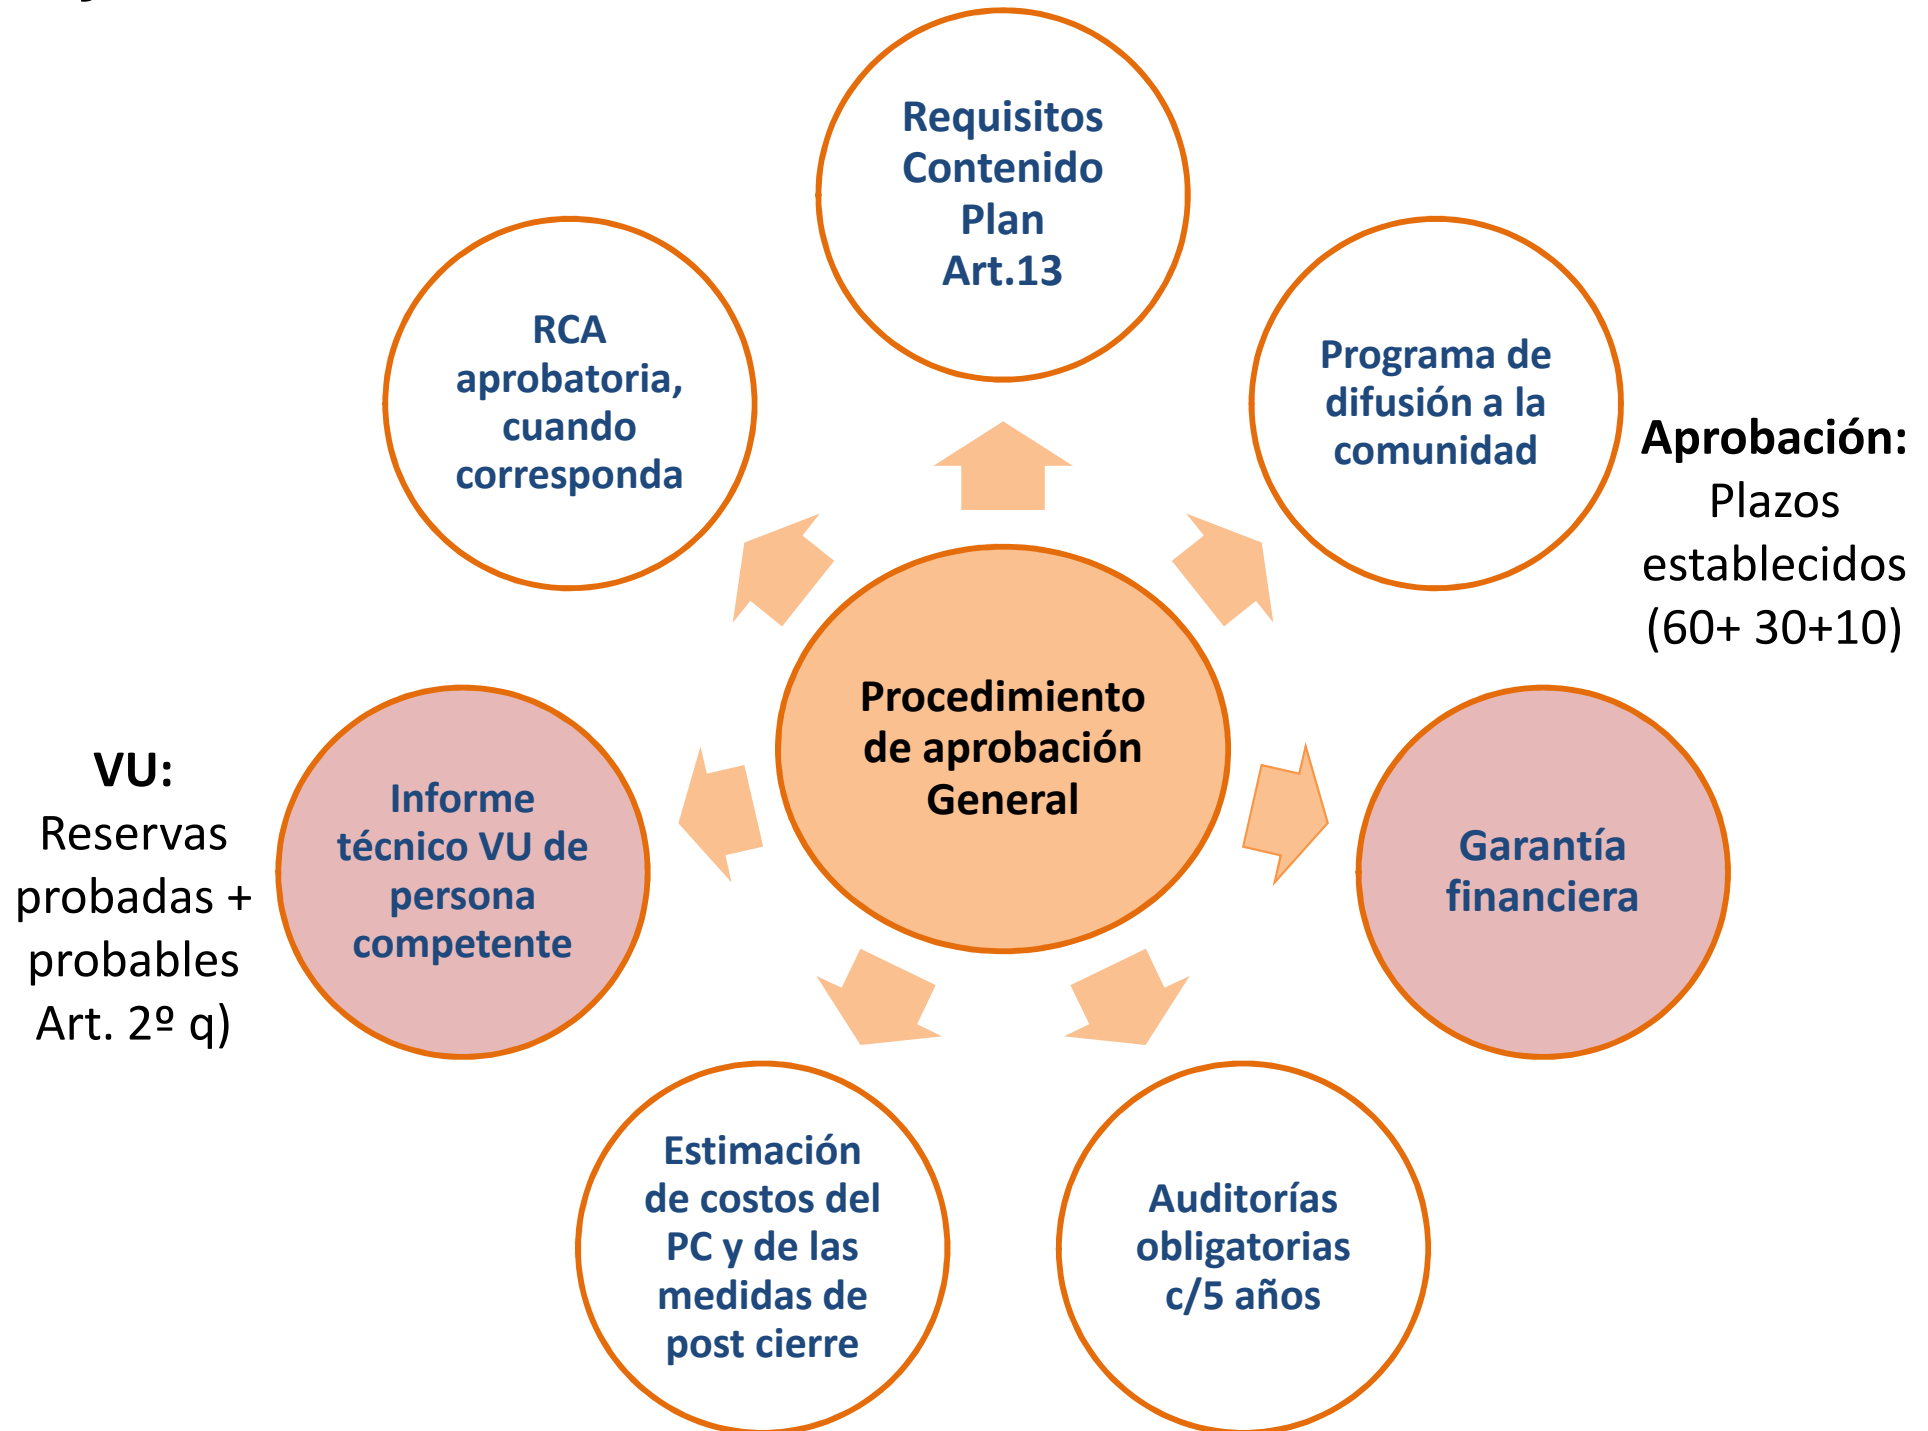 Requisitos
Contenido
Plan
Art.13
RCA
aprobatoria,
cuando
corresponda
Programa de
difusión a la
comunidad
Aprobación:
Plazos
establecidos
(60+ 30+10)
Procedimiento
de aprobación
General
VU:
Reservas
probadas +
probables
Art. 2º q)
Informe
técnico VU de
persona
competente
Garantía
financiera
Estimación
de costos del
PC y de las
medidas de
post cierre
Auditorías
obligatorias
c/5 años